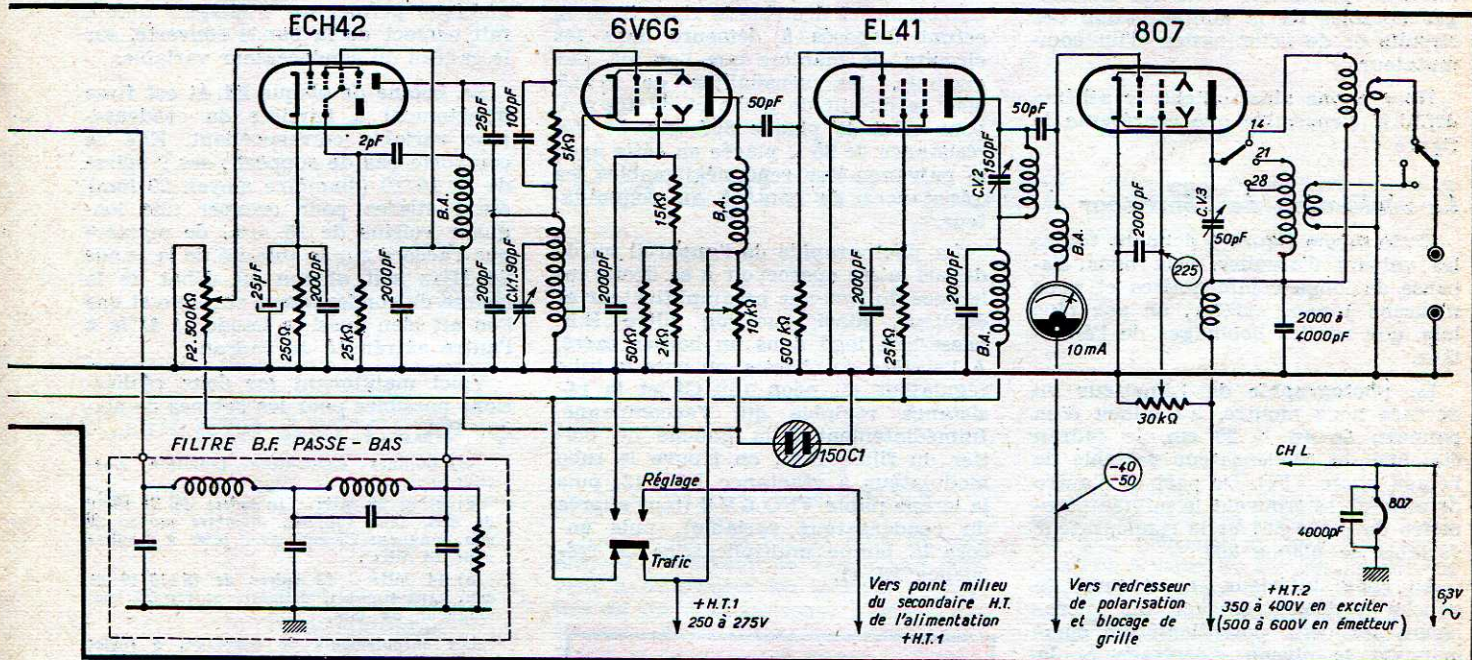 ECH42
6V6G
EL41
807
2pF
25pF
100pF
5kΩ
B.A.
P2. 500kΩ
25µF
250Ω
2000pF
25kΩ
2000pF
200pF
C.V.1. 90pF
2000pF
50kΩ
15kΩ
2kΩ
B.A.
50pF
10kΩ
500kΩ
2000pF
25kΩ
C.V.2
150pF
50pF
2000pF
B.A.
B.A.
10mA
2000pF
225
C.V.3
50pF
14
21
28
2000 à
4000pF
30kΩ
150C1
FILTRE B.F. PASSE-BAS
Réglage
Trafic
+H.T.1
250 à 275V
Vers point milieu
du secondaire H.T.
de l'alimentation
+H.T.1
-40
-50
Vers redresseur
de polarisation
et blocage de
grille
+H.T.2
350 à 400V en exciter
(500 à 600V en émetteur)
CH L.
807
4000pF
6,3V